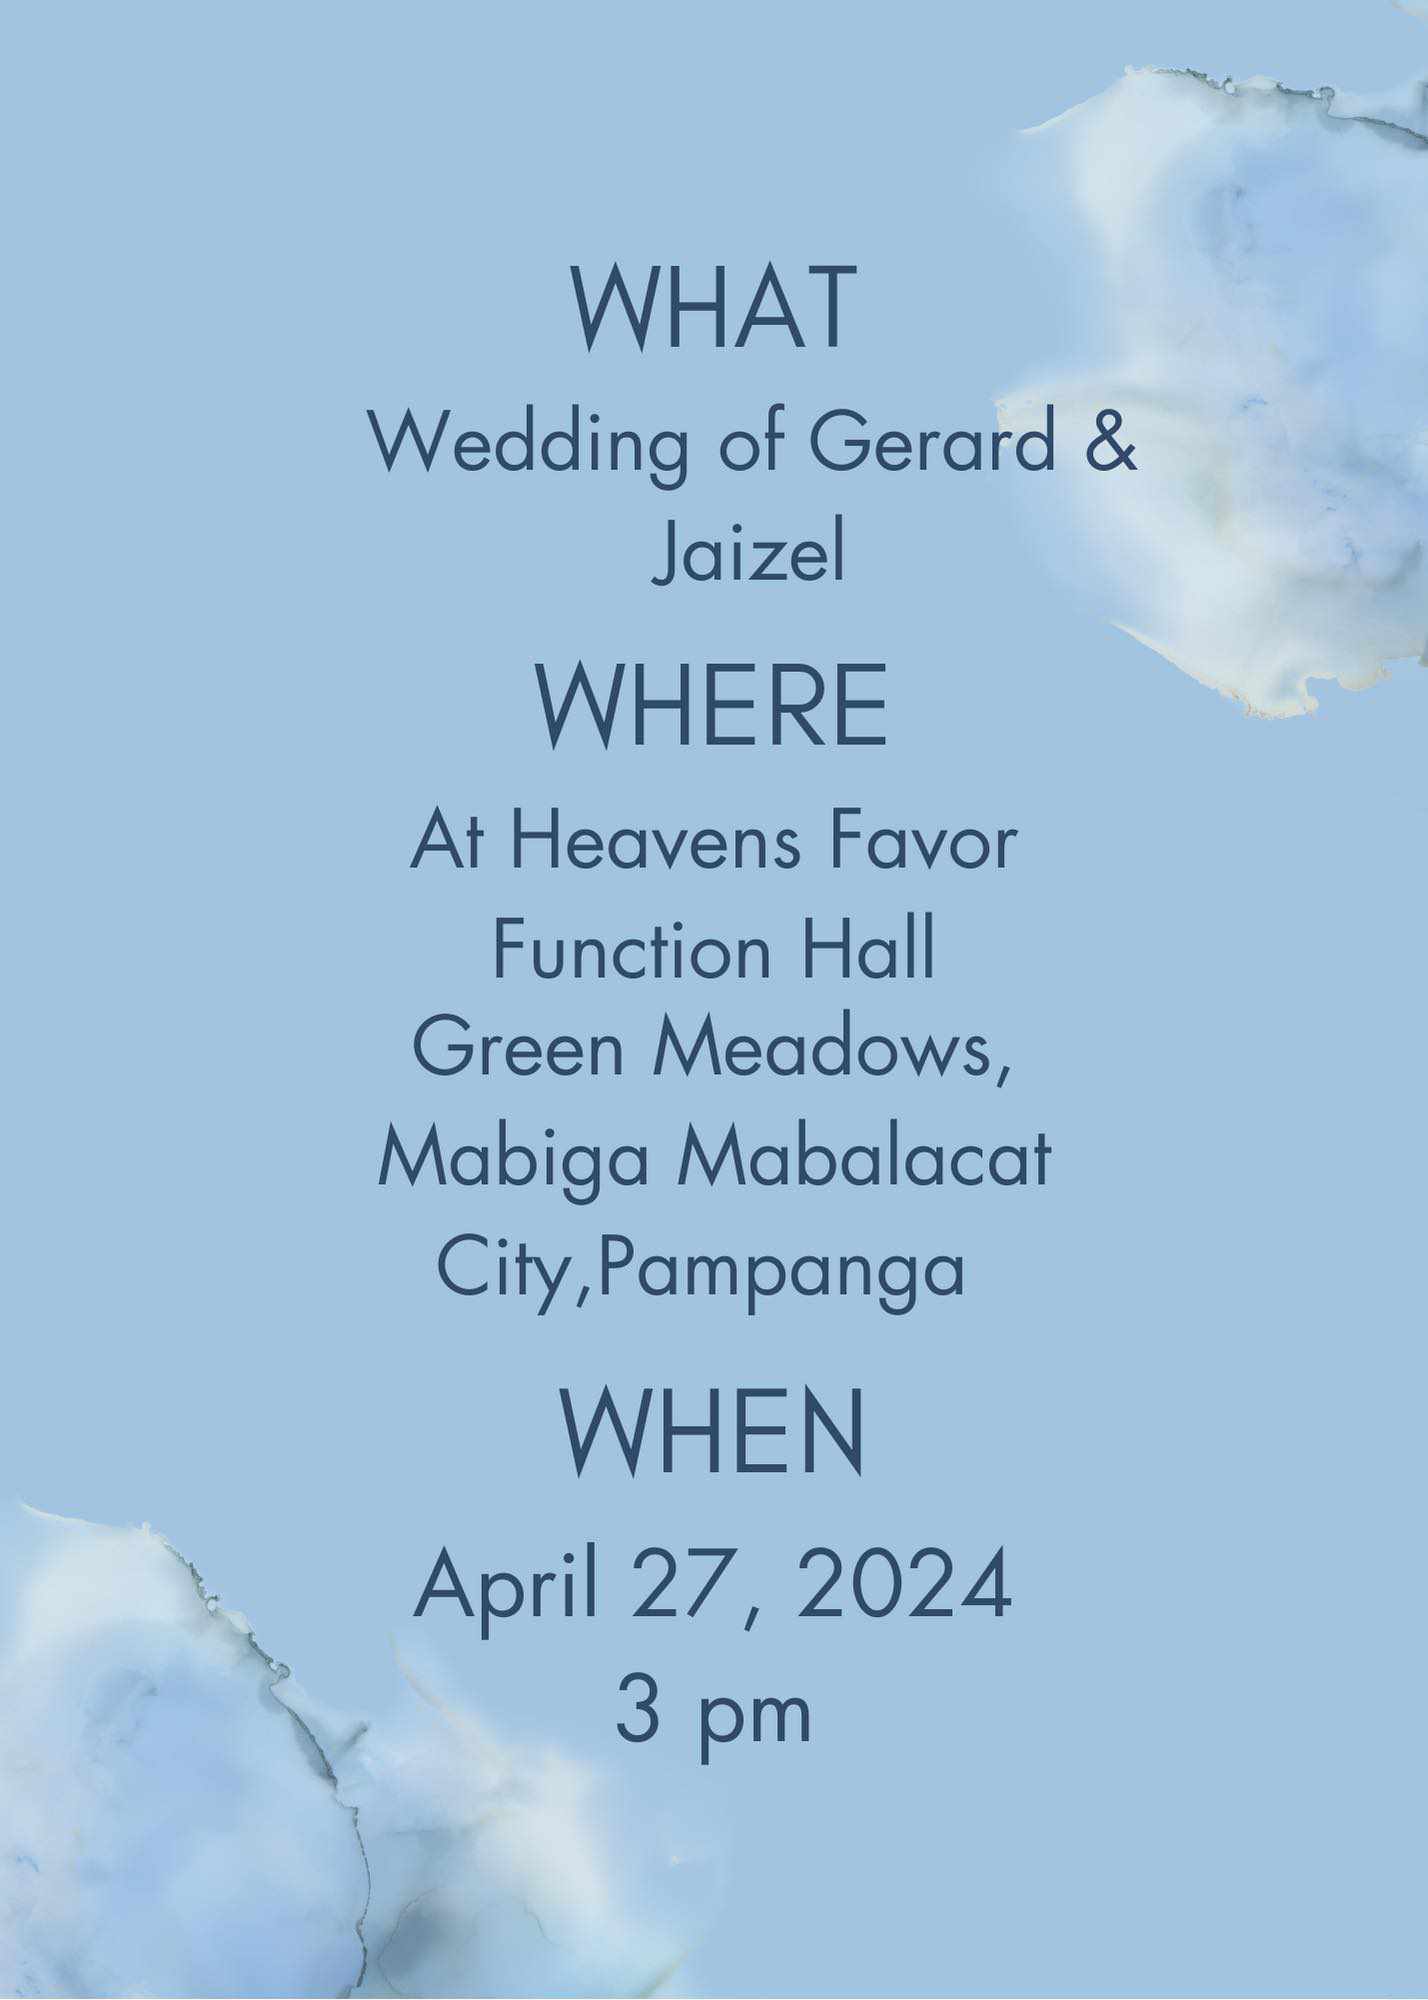 WHAT
Wedding of Gerard &
Jaizel
WHERE
At Heavens Favor
Function Hall
Green Meadows,
Mabiga Mabalacat
City,Pampanga
WHEN
April 27, 2024
3 pm